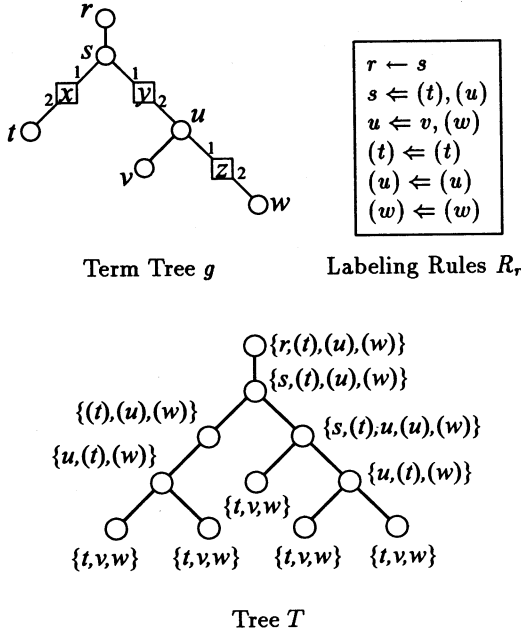 r
s
1 1
2 x y 2
t u
1
v z 2
w
Term Tree g
r ← s
s ⇐ (t), (u)
u ⇐ v, (w)
(t) ⇐ (t)
(u) ⇐ (u)
(w) ⇐ (w)
Labeling Rules R_r
{r,(t),(u),(w)}
{s,(t),(u),(w)}
{(t),(u),(w)} {s,(t),u,(u),(w)}
{u,(t),(w)} {u,(t),(w)}
{t,v,w}
{t,v,w} {t,v,w} {t,v,w} {t,v,w}
Tree T